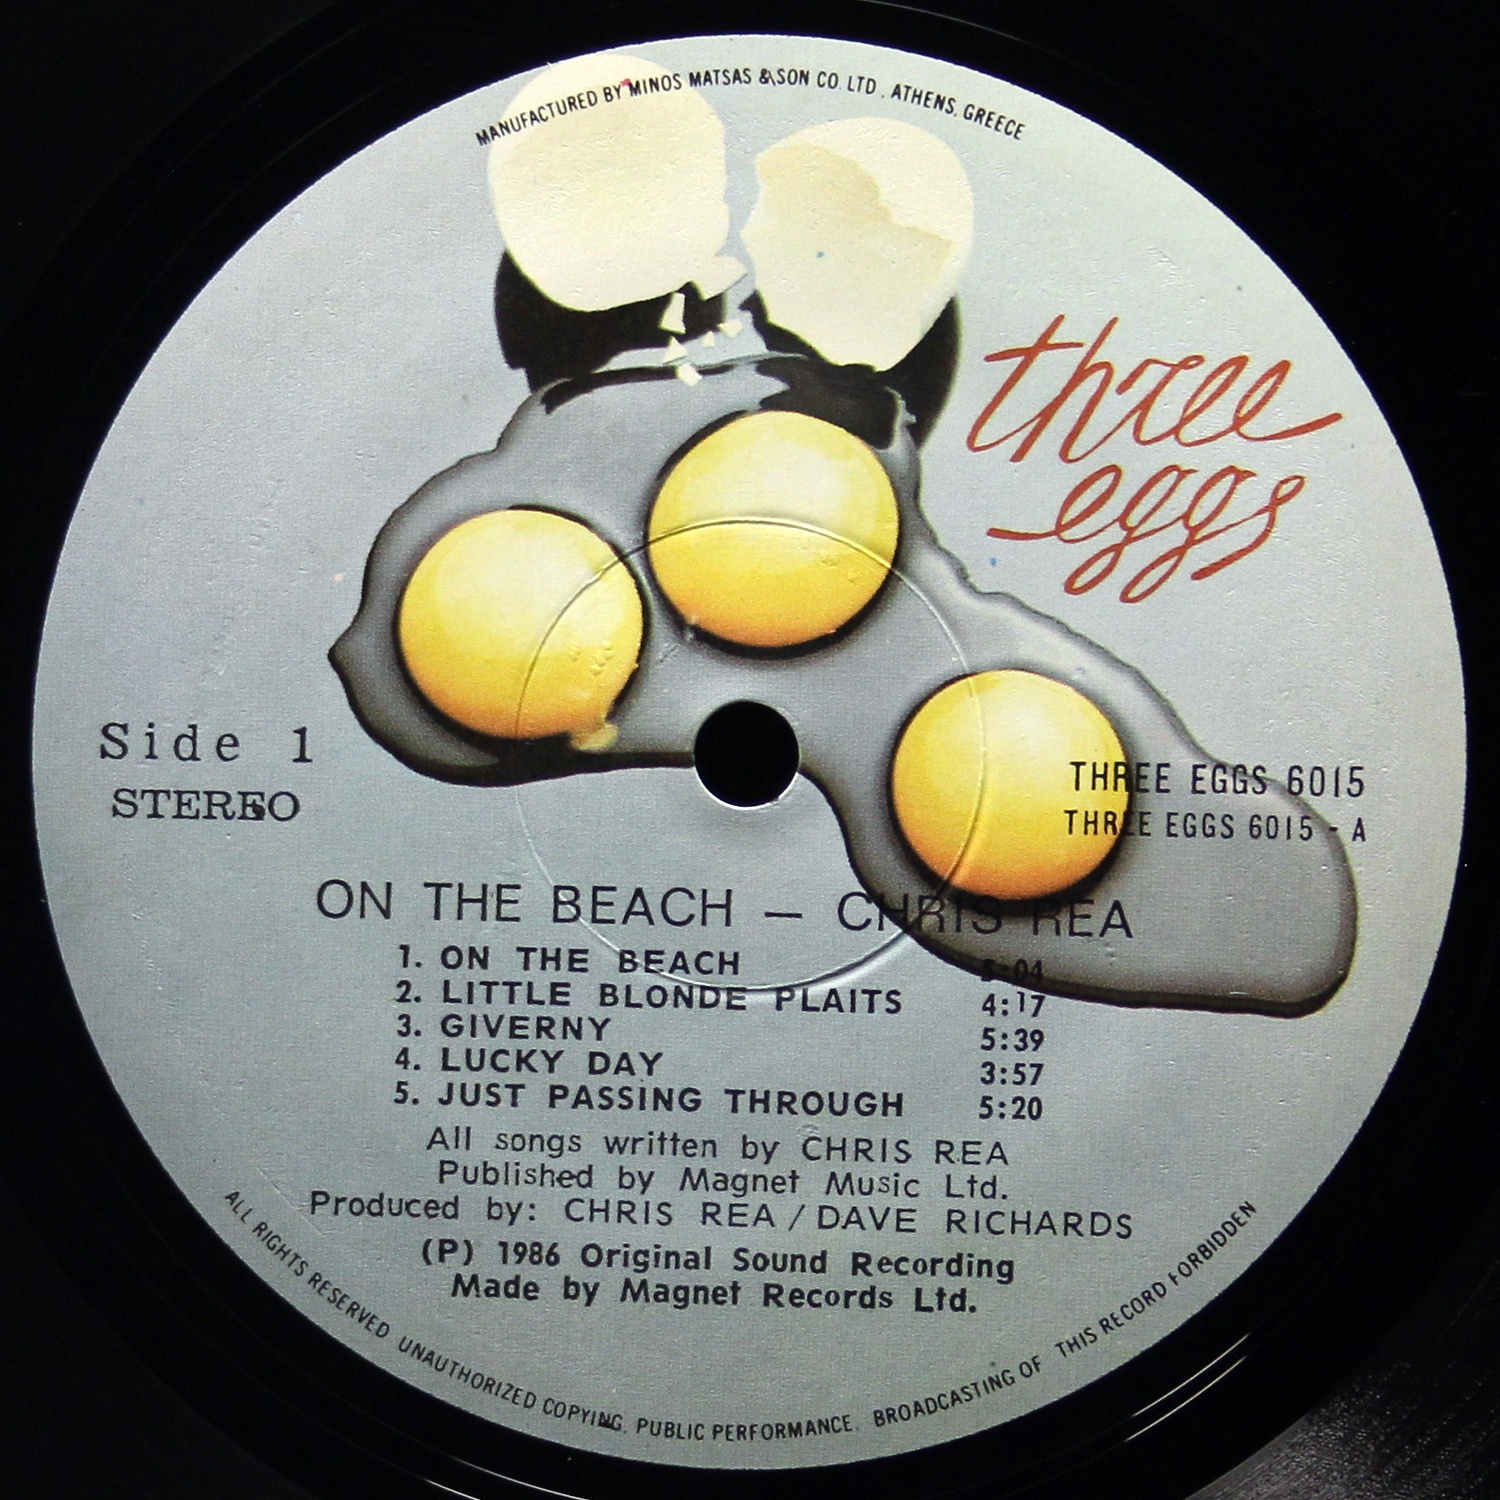 MANUFACTURED BY MINOS MATSAS & SON CO. LTD. ATHENS, GREECE
three
eggs
Side 1
STEREO
THREE EGGS 6015
THREE EGGS 6015 - A
ON THE BEACH — CHRIS REA
1. ON THE BEACH 5:04
2. LITTLE BLONDE PLAITS 4:17
3. GIVERNY 5:39
4. LUCKY DAY 3:57
5. JUST PASSING THROUGH 5:20
All songs written by CHRIS REA
Published by Magnet Music Ltd.
Produced by: CHRIS REA / DAVE RICHARDS
(P) 1986 Original Sound Recording
Made by Magnet Records Ltd.
ALL RIGHTS RESERVED UNAUTHORIZED COPYING. PUBLIC PERFORMANCE. BROADCASTING OF THIS RECORD FORBIDDEN